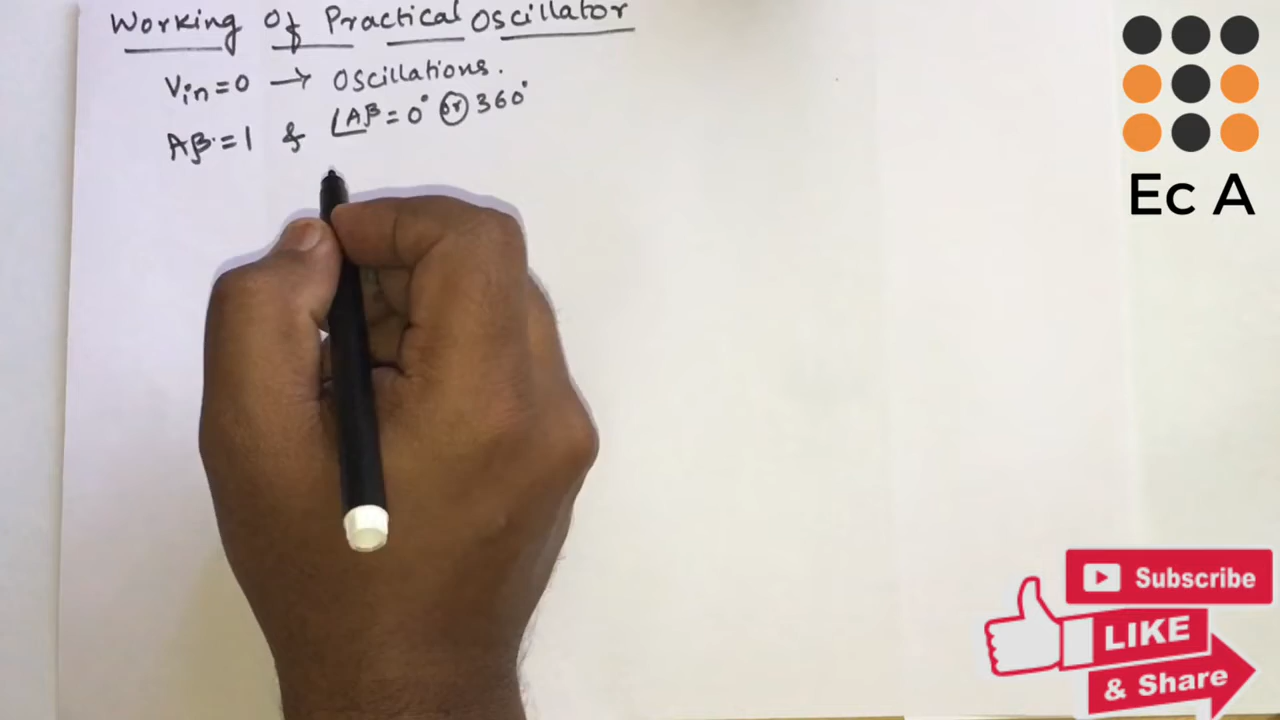 Working Of Practical Oscillator
Vin=0 → Oscillations.
Aβ=1 & ∠Aβ = 0° or 360°
Ec A
Subscribe
LIKE
& Share